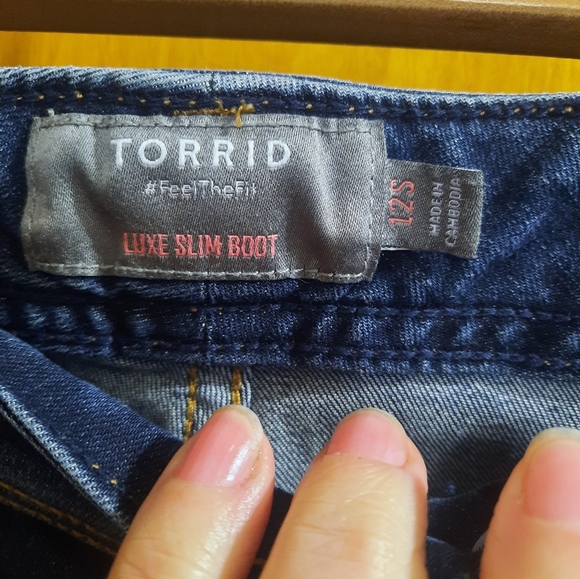 TORRID
#FeelTheFit
LUXE SLIM BOOT
12S
MADE IN
CAMBODIA